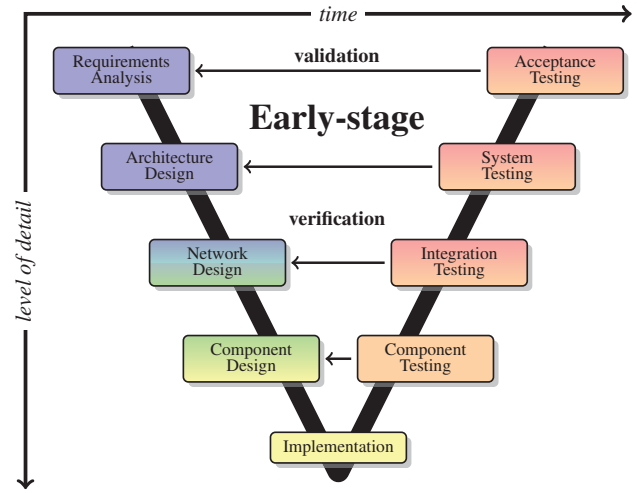 time
Requirements
Analysis
validation
Acceptance
Testing
Early-stage
Architecture
Design
System
Testing
verification
level of detail
Network
Design
Integration
Testing
Component
Design
Component
Testing
Implementation